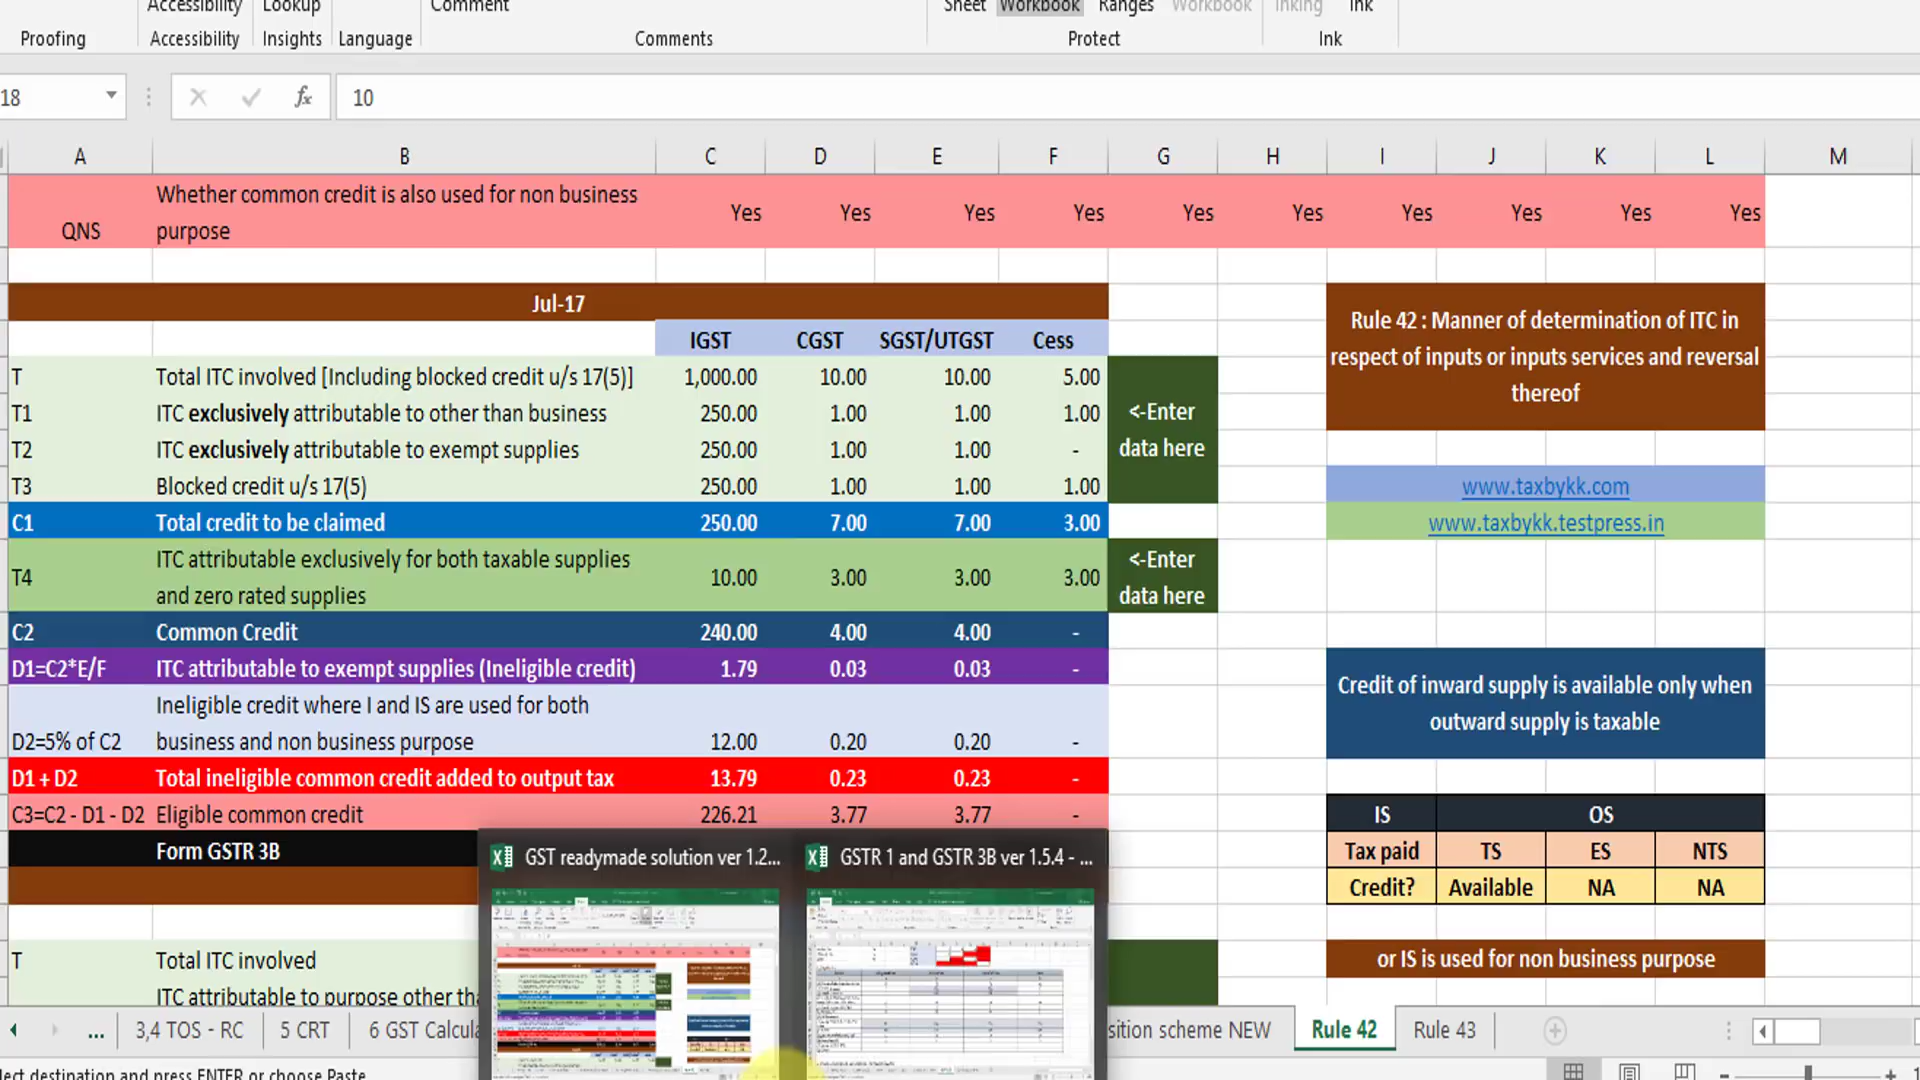 Accessibility Lookup Comment Sheet Workbook Ranges Workbook Inking Ink
Proofing Accessibility Insights Language Comments Protect Ink
18 fx 10
A B C D E F G H I J K L M
QNS Whether common credit is also used for non business purpose Yes Yes Yes Yes Yes Yes Yes Yes Yes Yes
Jul-17
IGST CGST SGST/UTGST Cess
T Total ITC involved [Including blocked credit u/s 17(5)] 1,000.00 10.00 10.00 5.00
T1 ITC exclusively attributable to other than business 250.00 1.00 1.00 1.00
T2 ITC exclusively attributable to exempt supplies 250.00 1.00 1.00 -
T3 Blocked credit u/s 17(5) 250.00 1.00 1.00 1.00
<-Enter
data here
C1 Total credit to be claimed 250.00 7.00 7.00 3.00
T4 ITC attributable exclusively for both taxable supplies and zero rated supplies 10.00 3.00 3.00 3.00
<-Enter
data here
C2 Common Credit 240.00 4.00 4.00 -
D1=C2*E/F ITC attributable to exempt supplies (Ineligible credit) 1.79 0.03 0.03 -
D2=5% of C2 Ineligible credit where I and IS are used for both business and non business purpose 12.00 0.20 0.20 -
D1 + D2 Total ineligible common credit added to output tax 13.79 0.23 0.23 -
C3=C2 - D1 - D2 Eligible common credit 226.21 3.77 3.77 -
Form GSTR 3B
T Total ITC involved
ITC attributable to purpose other tha
Rule 42 : Manner of determination of ITC in
respect of inputs or inputs services and reversal
thereof
www.taxbykk.com
www.taxbykk.testpress.in
Credit of inward supply is available only when
outward supply is taxable
IS OS
Tax paid TS ES NTS
Credit? Available NA NA
or IS is used for non business purpose
GST readymade solution ver 1.2... GSTR 1 and GSTR 3B ver 1.5.4 - ...
... 3,4 TOS - RC 5 CRT 6 GST Calcula sition scheme NEW Rule 42 Rule 43
lect destination and press ENTER or choose Paste